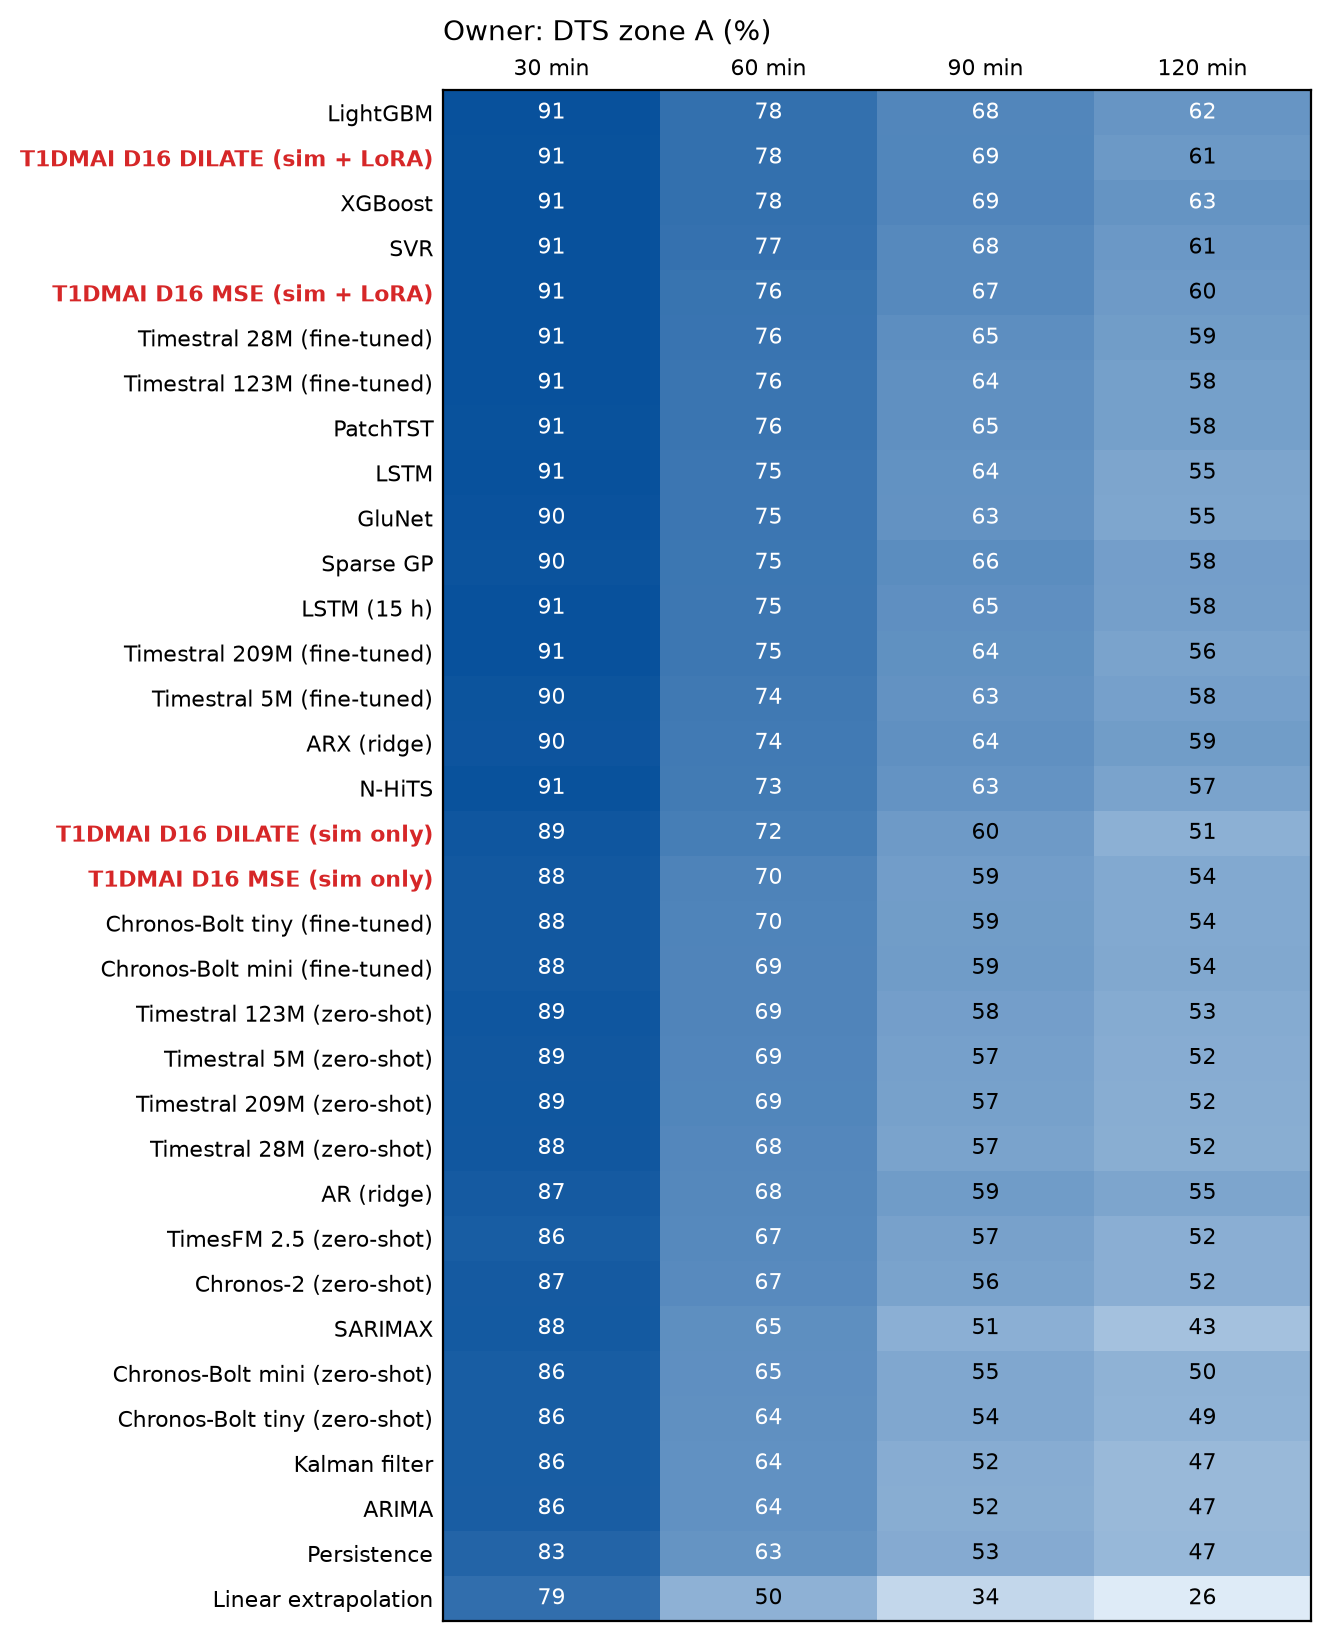 Owner: DTS zone A (%)
30 min 60 min 90 min 120 min
LightGBM 91 78 68 62
T1DMAI D16 DILATE (sim + LoRA) 91 78 69 61
XGBoost 91 78 69 63
SVR 91 77 68 61
T1DMAI D16 MSE (sim + LoRA) 91 76 67 60
Timestral 28M (fine-tuned) 91 76 65 59
Timestral 123M (fine-tuned) 91 76 64 58
PatchTST 91 76 65 58
LSTM 91 75 64 55
GluNet 90 75 63 55
Sparse GP 90 75 66 58
LSTM (15 h) 91 75 65 58
Timestral 209M (fine-tuned) 91 75 64 56
Timestral 5M (fine-tuned) 90 74 63 58
ARX (ridge) 90 74 64 59
N-HiTS 91 73 63 57
T1DMAI D16 DILATE (sim only) 89 72 60 51
T1DMAI D16 MSE (sim only) 88 70 59 54
Chronos-Bolt tiny (fine-tuned) 88 70 59 54
Chronos-Bolt mini (fine-tuned) 88 69 59 54
Timestral 123M (zero-shot) 89 69 58 53
Timestral 5M (zero-shot) 89 69 57 52
Timestral 209M (zero-shot) 89 69 57 52
Timestral 28M (zero-shot) 88 68 57 52
AR (ridge) 87 68 59 55
TimesFM 2.5 (zero-shot) 86 67 57 52
Chronos-2 (zero-shot) 87 67 56 52
SARIMAX 88 65 51 43
Chronos-Bolt mini (zero-shot) 86 65 55 50
Chronos-Bolt tiny (zero-shot) 86 64 54 49
Kalman filter 86 64 52 47
ARIMA 86 64 52 47
Persistence 83 63 53 47
Linear extrapolation 79 50 34 26